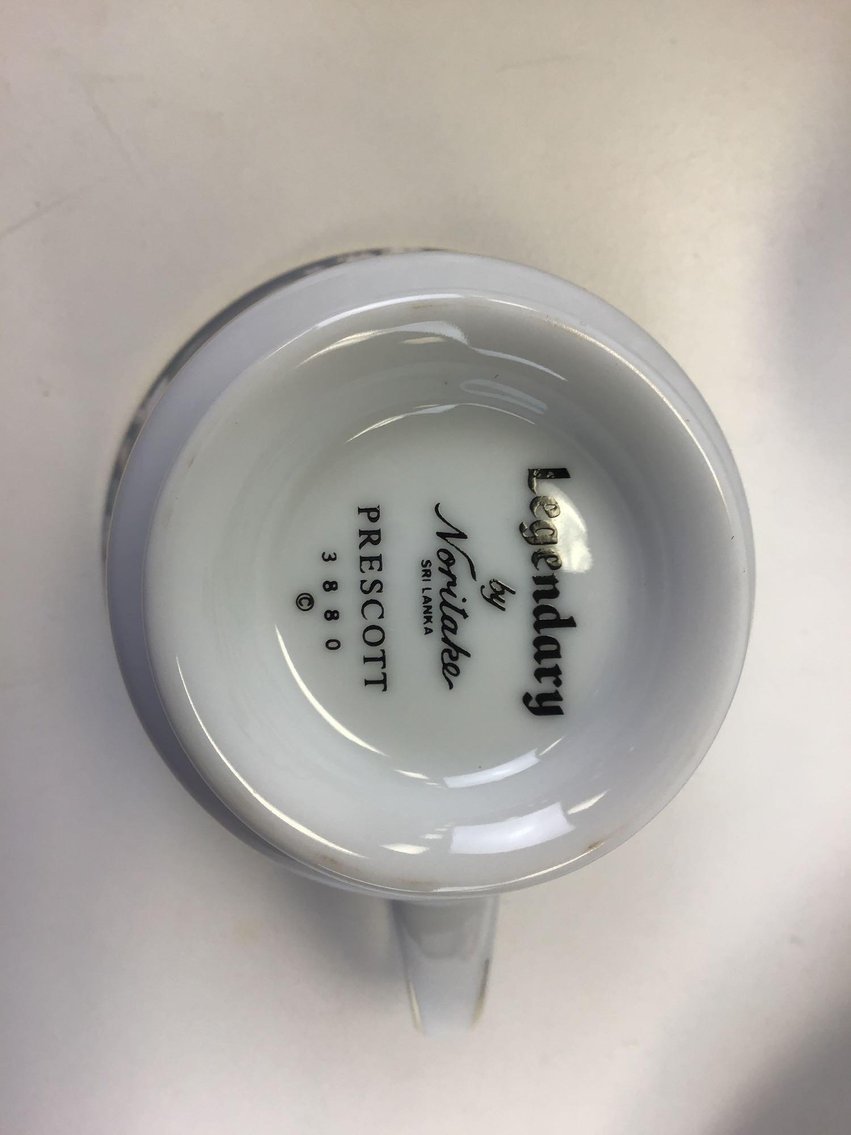 Legendary
by
Noritake
SRI LANKA
PRESCOTT
3880
©